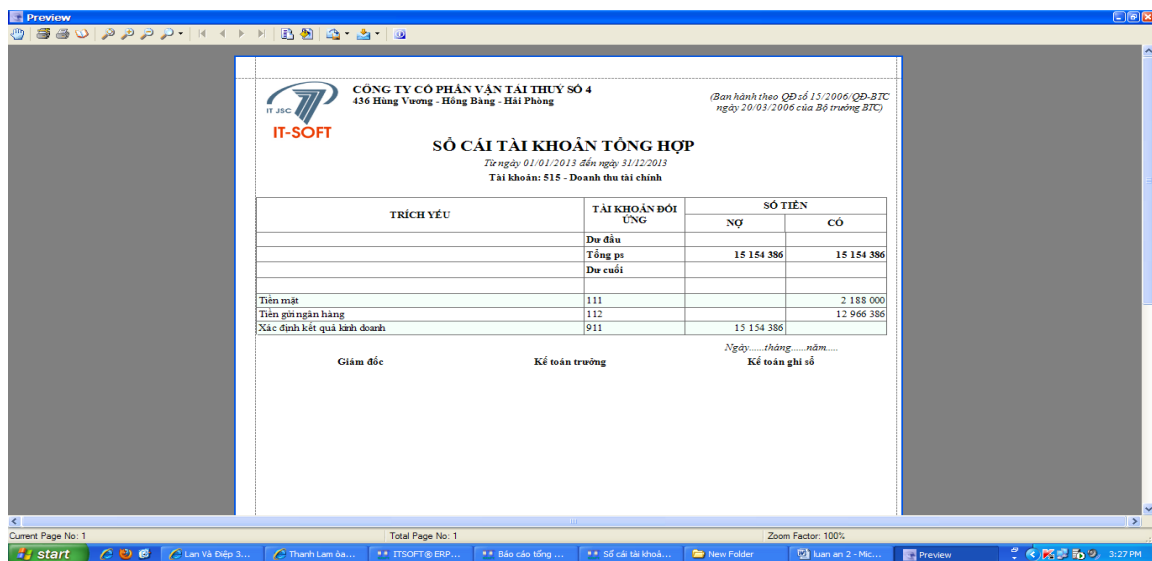 Preview
CÔNG TY CỔ PHẦN VẬN TẢI THUỶ SỐ 4
436 Hùng Vương - Hồng Bàng - Hải Phòng
(Ban hành theo QĐ số 15/2006/QĐ-BTC
ngày 20/03/2006 của Bộ trưởng BTC)
IT JSC
IT-SOFT
SỔ CÁI TÀI KHOẢN TỔNG HỢP
Từ ngày 01/01/2013 đến ngày 31/12/2013
Tài khoản: 515 - Doanh thu tài chính
TRÍCH YẾU TÀI KHOẢN ĐỐI ỨNG SỐ TIỀN
NỢ CÓ
Dư đầu
Tổng ps 15 154 386 15 154 386
Dư cuối
Tiền mặt 111 2 188 000
Tiền gửi ngân hàng 112 12 966 386
Xác định kết quả kinh doanh 911 15 154 386
Ngày......tháng......năm.....
Giám đốc Kế toán trưởng Kế toán ghi sổ
Current Page No: 1 Total Page No: 1 Zoom Factor: 100%
start Lan Và Điệp 3... Thanh Lam òa... ITSOFT® ERP... Báo cáo tổng ... Sổ cái tài khoả... New Folder luan an 2 - Mic... Preview 3:27 PM